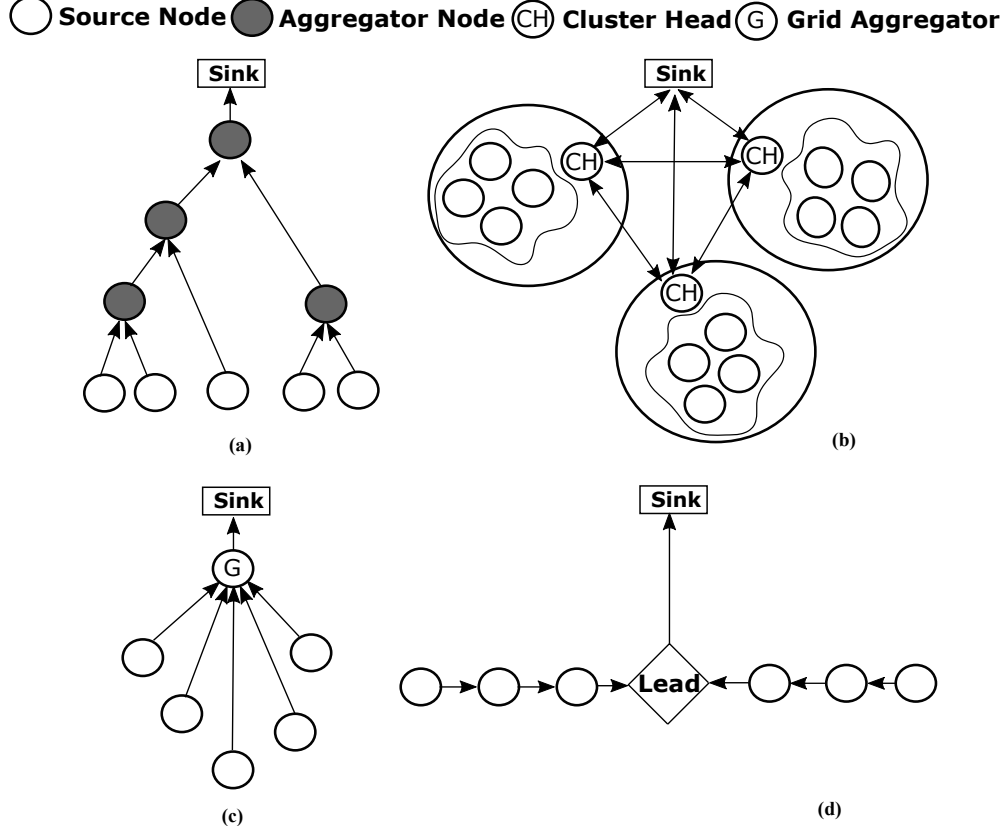 Source Node Aggregator Node CH Cluster Head G Grid Aggregator
Sink
Sink
CH
CH
CH
(a)
(b)
Sink
G
(c)
Sink
Lead
(d)